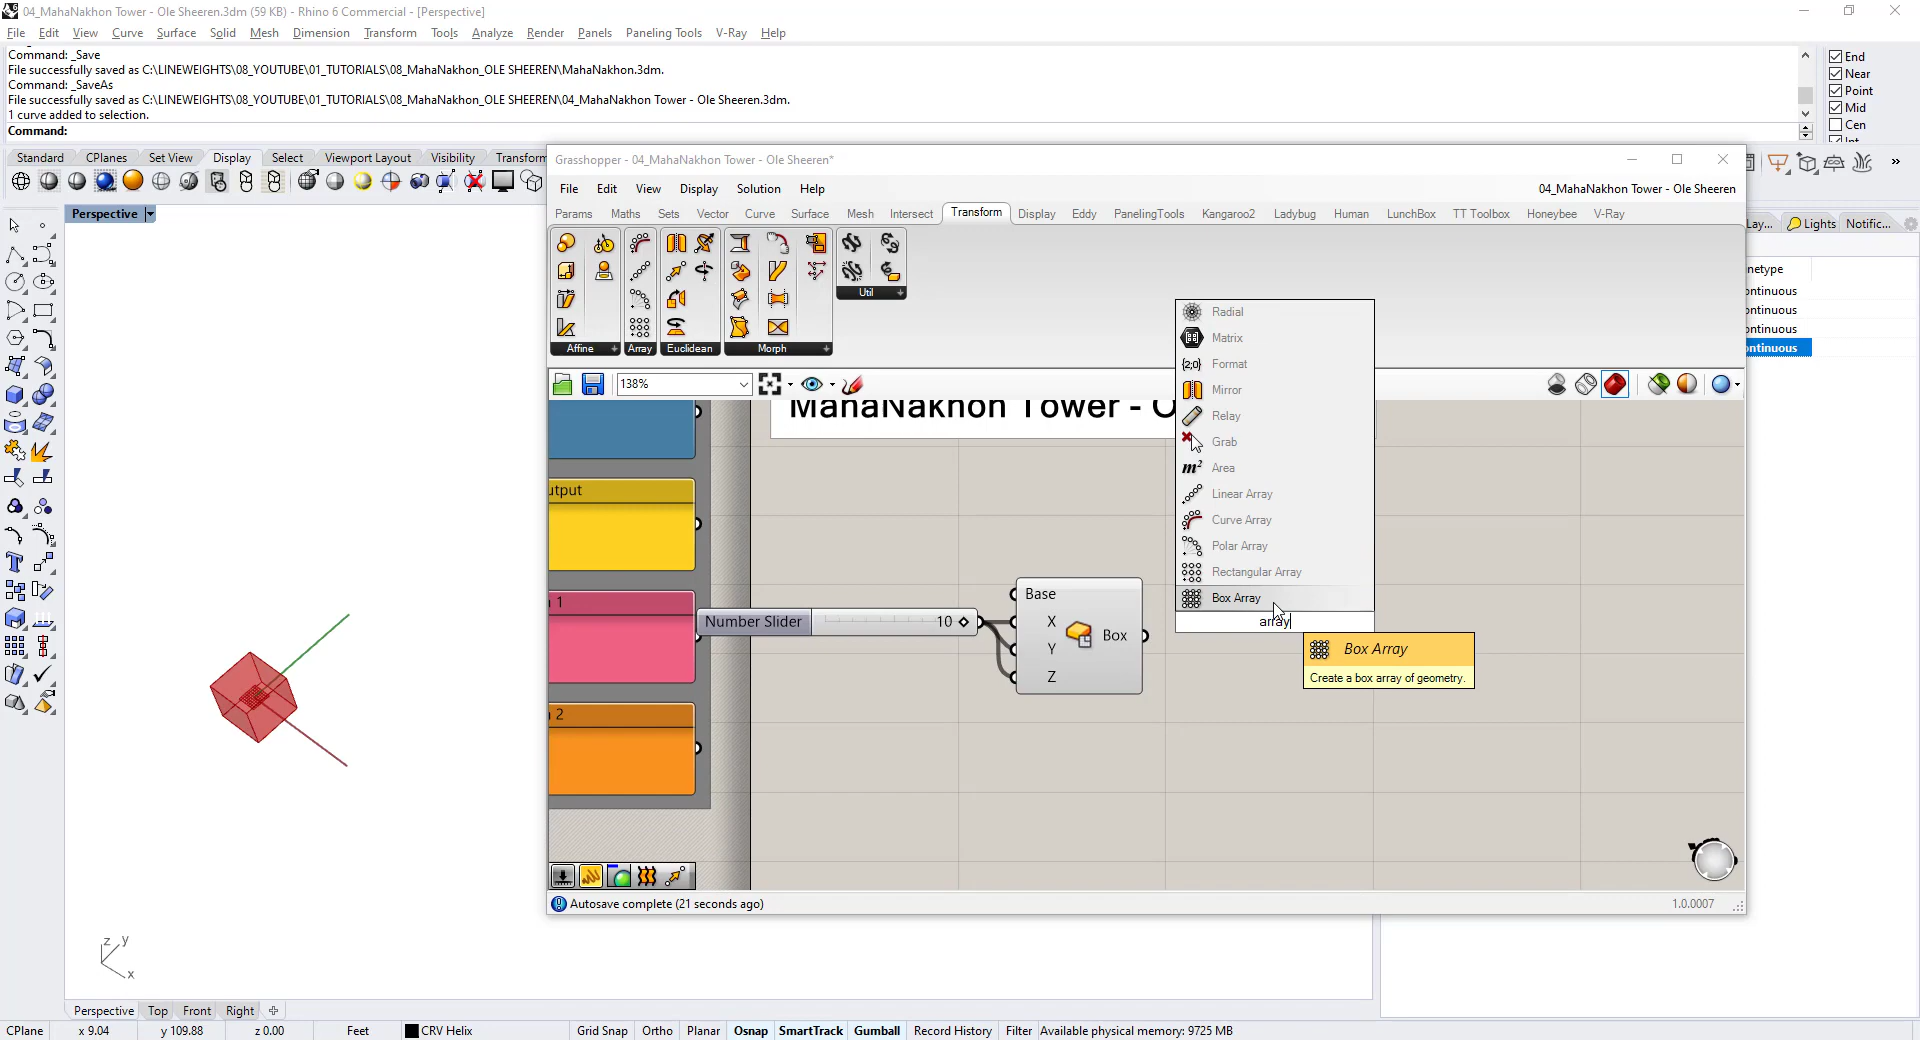 04_MahaNakhon Tower - Ole Sheeren.3dm (59 KB) - Rhino 6 Commercial - [Perspective]
File Edit View Curve Surface Solid Mesh Dimension Transform Tools Analyze Render Panels Paneling Tools V-Ray Help
Command: _Save
File successfully saved as C:\LINEWEIGHTS\08_YOUTUBE\01_TUTORIALS\08_MahaNakhon_OLE SHEEREN\MahaNakhon.3dm.
Command: _SaveAs
File successfully saved as C:\LINEWEIGHTS\08_YOUTUBE\01_TUTORIALS\08_MahaNakhon_OLE SHEEREN\04_MahaNakhon Tower - Ole Sheeren.3dm.
1 curve added to selection.
Command:
End
Near
Point
Mid
Cen
Int
Standard CPlanes Set View Display Select Viewport Layout Visibility Transform
Perspective
Grasshopper - 04_MahaNakhon Tower - Ole Sheeren*
File Edit View Display Solution Help
04_MahaNakhon Tower - Ole Sheeren
Params Maths Sets Vector Curve Surface Mesh Intersect Transform Display Eddy PanelingTools Kangaroo2 Ladybug Human LunchBox TT Toolbox Honeybee V-Ray
Affine Array Euclidean Morph Util
Lay... Lights Notific...
netype
ontinuous
ontinuous
ontinuous
ontinuous
138%
MahaNakhon Tower - O
Radial
Matrix
{2;0} Format
Mirror
Relay
Grab
m² Area
Linear Array
Curve Array
Polar Array
Rectangular Array
Box Array
array
Box Array
Create a box array of geometry.
utput
1
2
Number Slider 10
Base
X
Y
Z
Box
Autosave complete (21 seconds ago)
1.0.0007
z y
x
Perspective Top Front Right
CPlane x 9.04 y 109.88 z 0.00 Feet CRV Helix Grid Snap Ortho Planar Osnap SmartTrack Gumball Record History Filter Available physical memory: 9725 MB